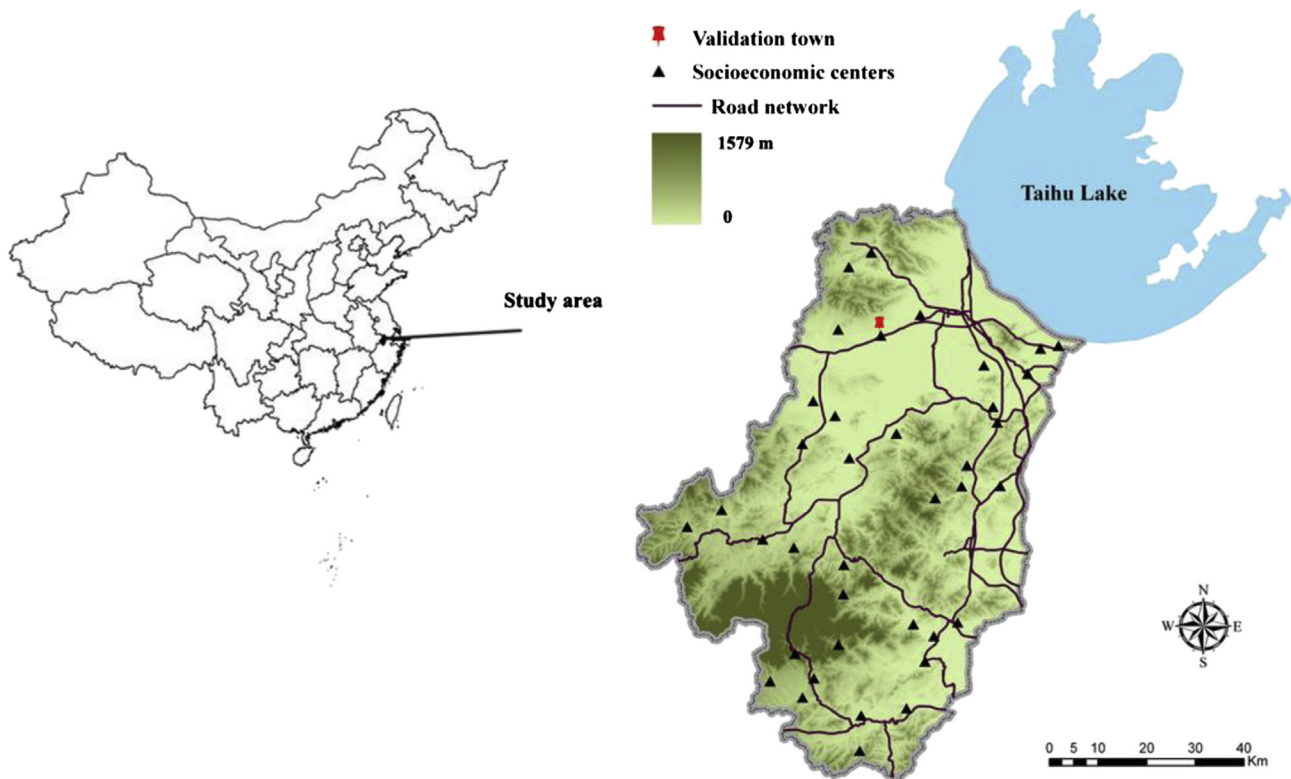 Validation town
Socioeconomic centers
Road network
1579 m
0
Taihu Lake
Study area
N
W E
S
0 5 10 20 30 40
Km